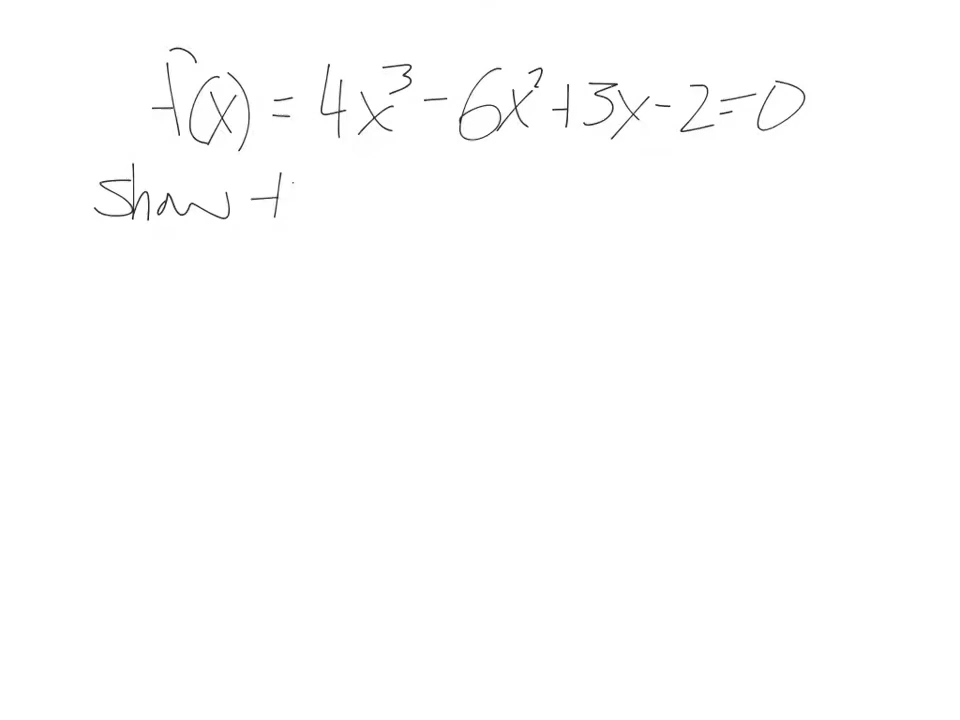 f(x) = 4x³ - 6x² + 3x - 2 = 0
Show